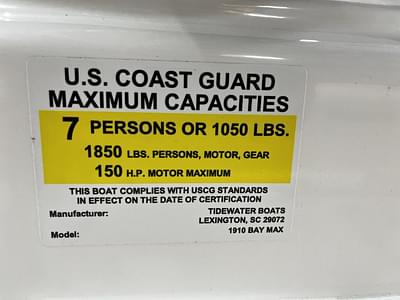 U.S. COAST GUARD
MAXIMUM CAPACITIES
7 PERSONS OR 1050 LBS.
1850 LBS. PERSONS, MOTOR, GEAR
150 H.P. MOTOR MAXIMUM
THIS BOAT COMPLIES WITH USCG STANDARDS
IN EFFECT ON THE DATE OF CERTIFICATION
Manufacturer: TIDEWATER BOATS
LEXINGTON, SC 29072
Model: 1910 BAY MAX